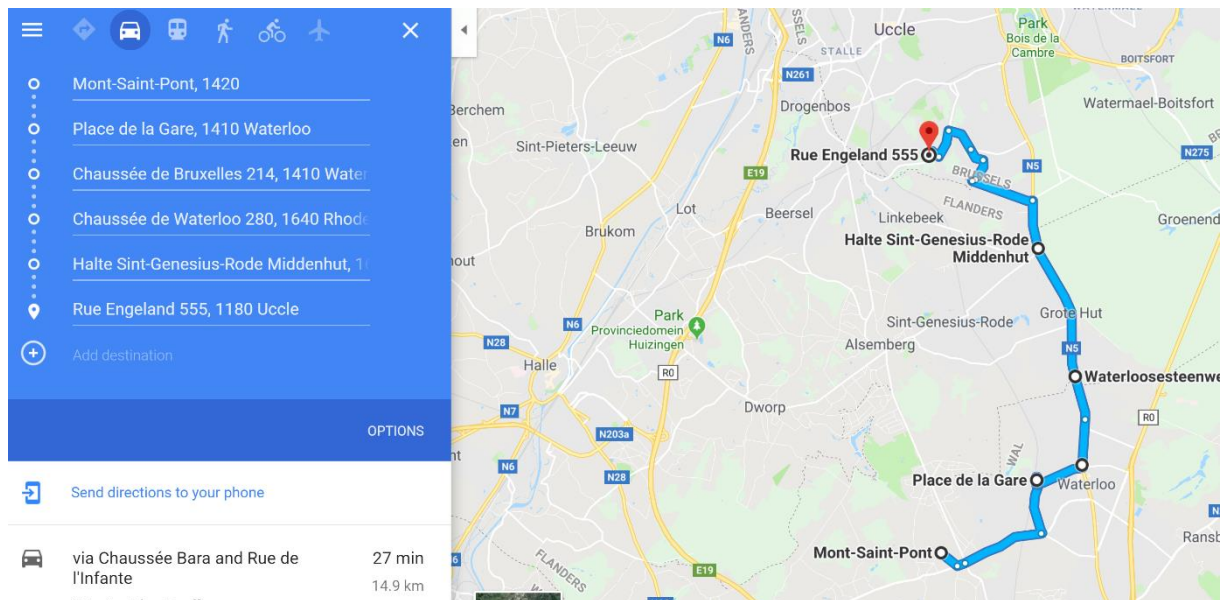 Mont-Saint-Pont, 1420
Place de la Gare, 1410 Waterloo
Chaussée de Bruxelles 214, 1410 Water
Chaussée de Waterloo 280, 1640 Rhode
Halte Sint-Genesius-Rode Middenhut, 1
Rue Engeland 555, 1180 Uccle
Add destination
OPTIONS
Send directions to your phone
via Chaussée Bara and Rue de
l'Infante
27 min
14.9 km
FLANDERS
N6
STALLE
Uccle
Park
Bois de la
Cambre
BOITSFORT
N261
Drogenbos
Watermael-Boitsfort
Berchem
Sint-Pieters-Leeuw
Rue Engeland 555
N5
N275
E19
BRUSSELS
FLANDERS
Lot
Beersel
Linkebeek
Groenend
Brukom
Halte Sint-Genesius-Rode
Middenhut
Park
Provinciedomein
Huizingen
N6
Sint-Genesius-Rode
Grote Hut
N28
Alsemberg
N5
Halle
R0
Waterloosesteenwe
Dworp
N7
R0
N203a
WAL
N6
N28
Place de la Gare
Waterloo
N
Ransb
Mont-Saint-Pont
FLANDERS
E19